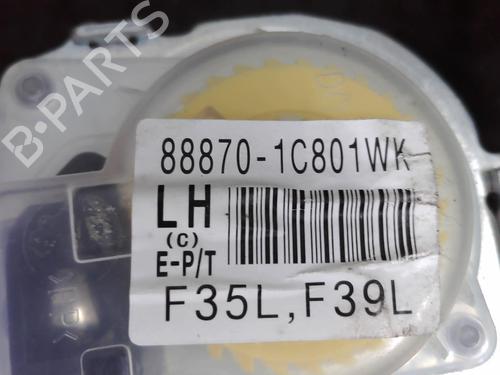 88870-1C801WK
LH
(C)
E-P/T
F35L, F39L
B-PARTS